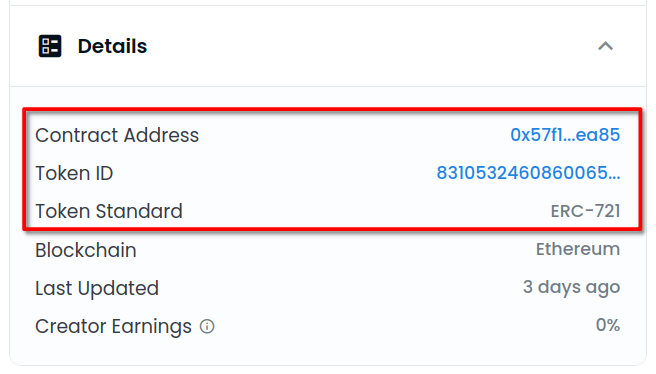 Details
Contract Address 0x57f1...ea85
Token ID 8310532460860065...
Token Standard ERC-721
Blockchain Ethereum
Last Updated 3 days ago
Creator Earnings 0%